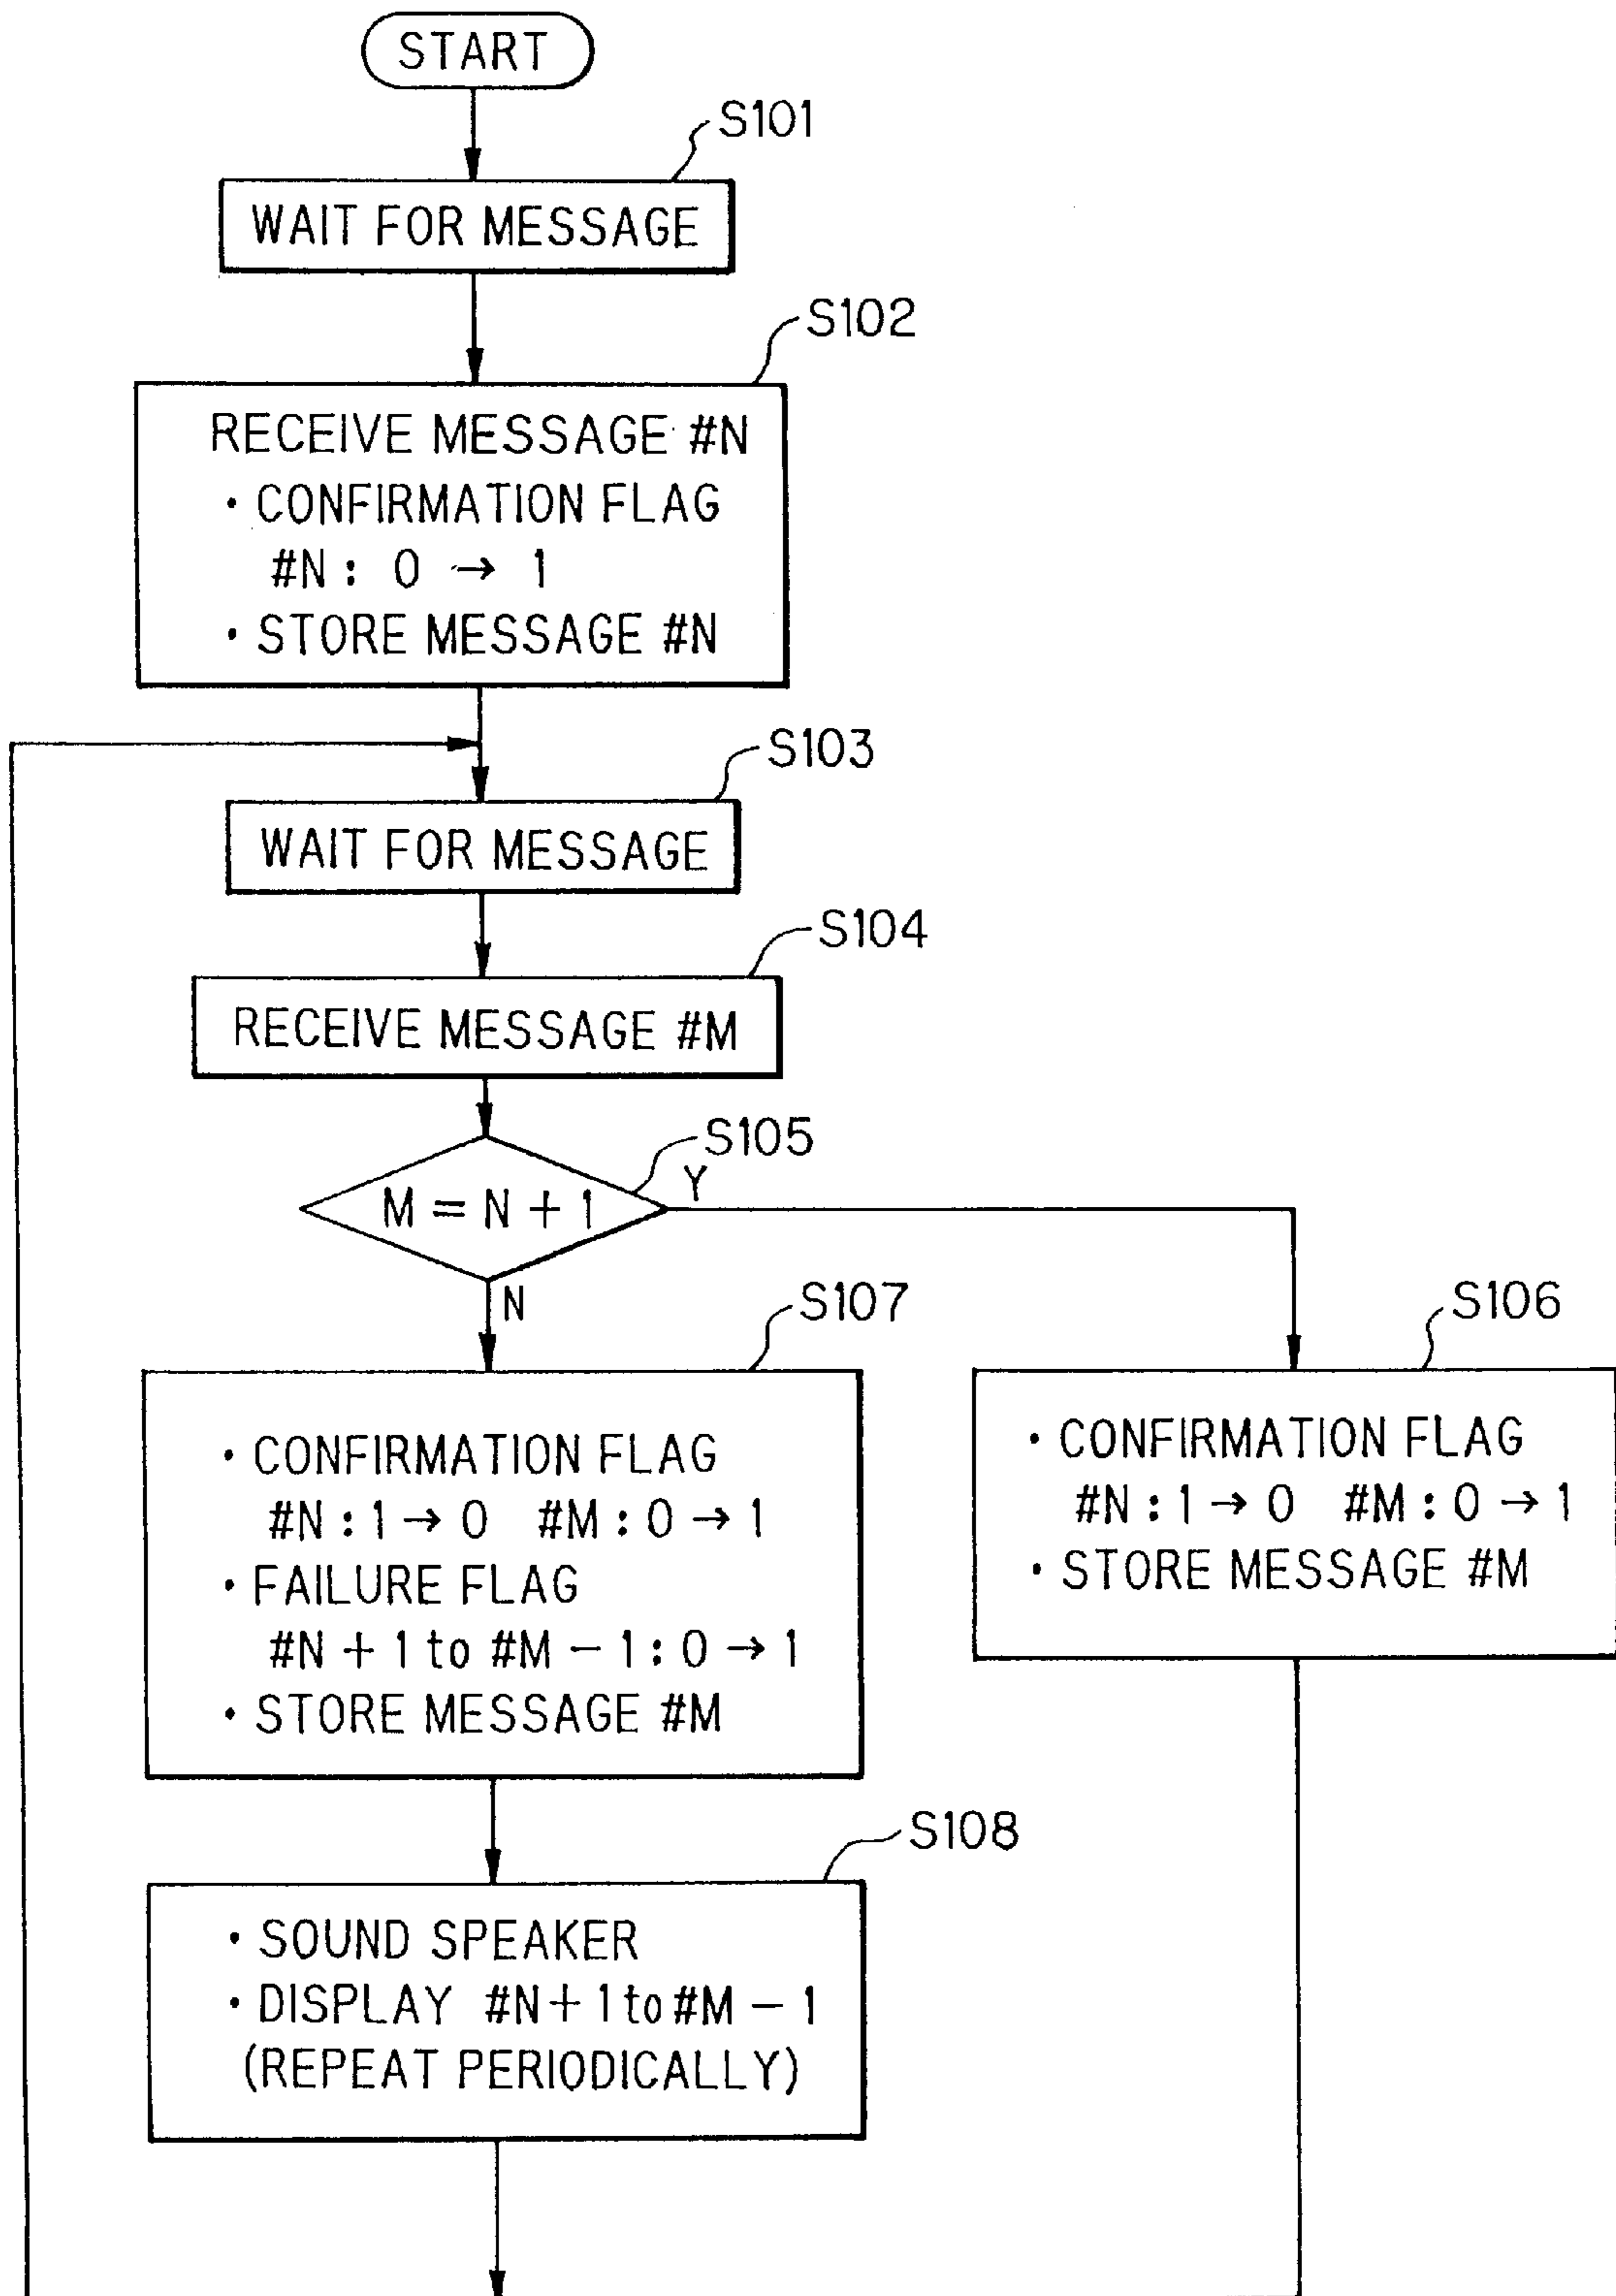 START
S101
WAIT FOR MESSAGE
S102
RECEIVE MESSAGE #N
· CONFIRMATION FLAG
#N : 0 → 1
· STORE MESSAGE #N
S103
WAIT FOR MESSAGE
S104
RECEIVE MESSAGE #M
S105
M = N + 1
Y
N
S107
· CONFIRMATION FLAG
#N : 1 → 0 #M : 0 → 1
· FAILURE FLAG
#N + 1 to #M − 1 : 0 → 1
· STORE MESSAGE #M
S106
· CONFIRMATION FLAG
#N : 1 → 0 #M : 0 → 1
· STORE MESSAGE #M
S108
· SOUND SPEAKER
· DISPLAY #N + 1 to #M − 1
(REPEAT PERIODICALLY)